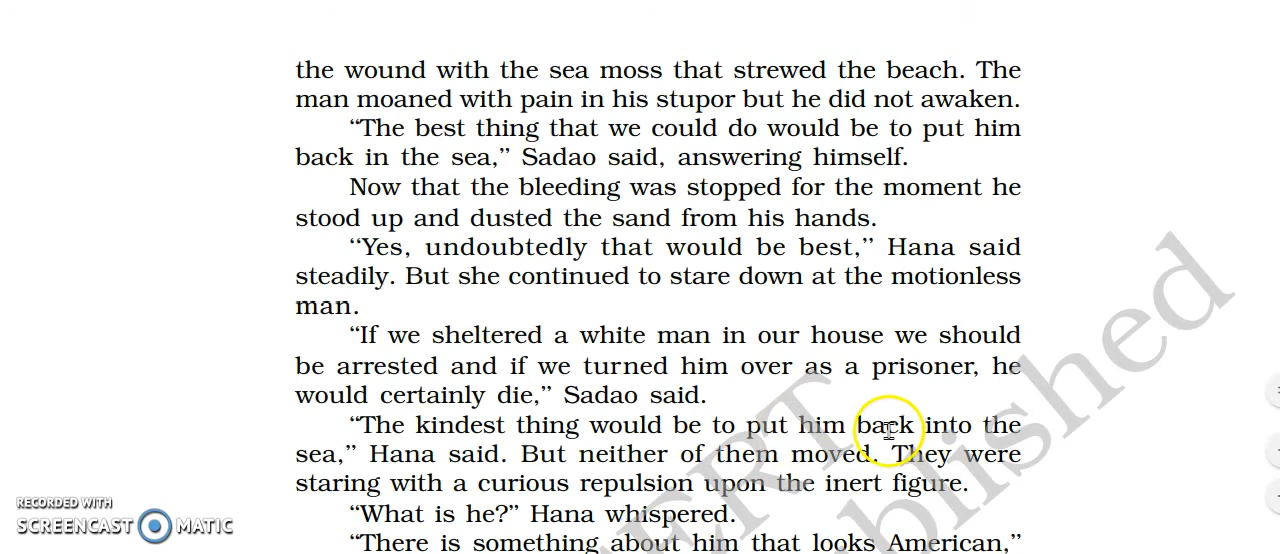 the wound with the sea moss that strewed the beach. The
man moaned with pain in his stupor but he did not awaken.
“The best thing that we could do would be to put him
back in the sea,’’ Sadao said, answering himself.
Now that the bleeding was stopped for the moment he
stood up and dusted the sand from his hands.
‘‘Yes, undoubtedly that would be best,’’ Hana said
steadily. But she continued to stare down at the motionless
man.
“If we sheltered a white man in our house we should
be arrested and if we turned him over as a prisoner, he
would certainly die,” Sadao said.
“The kindest thing would be to put him back into the
sea,” Hana said. But neither of them moved. They were
staring with a curious repulsion upon the inert figure.
“What is he?” Hana whispered.
“There is something about him that looks American,”
RECORDED WITH
SCREENCAST MATIC